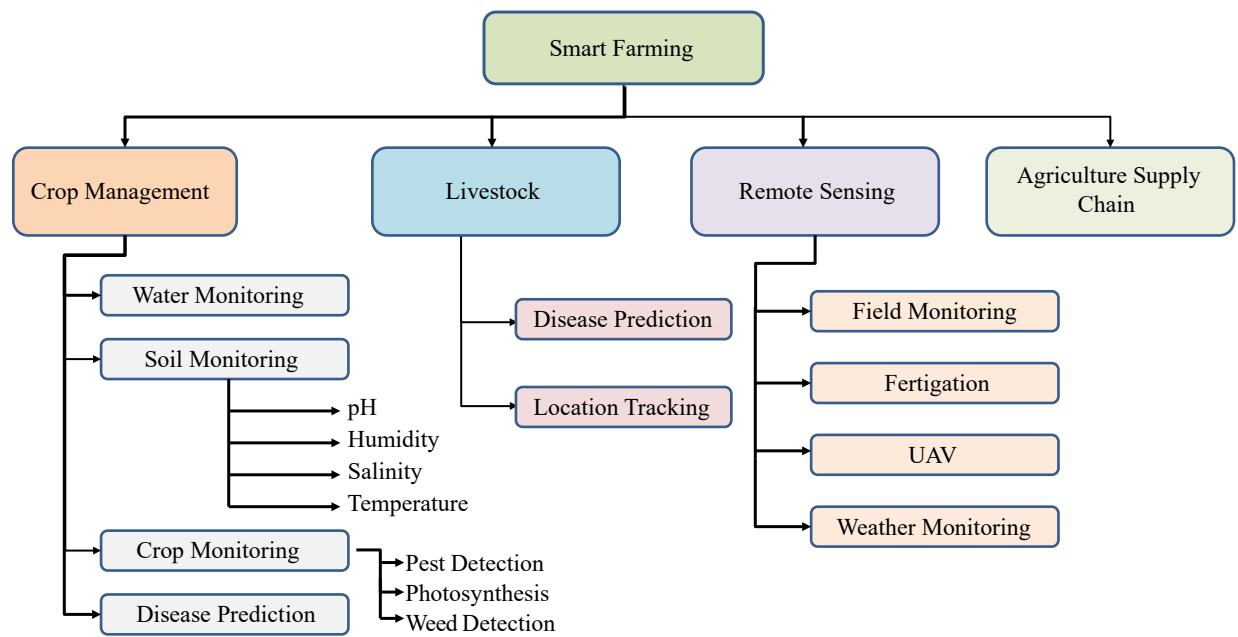 Smart Farming
Crop Management
Livestock
Remote Sensing
Agriculture Supply
Chain
Water Monitoring
Soil Monitoring
pH
Humidity
Salinity
Temperature
Crop Monitoring
Pest Detection
Photosynthesis
Weed Detection
Disease Prediction
Disease Prediction
Location Tracking
Field Monitoring
Fertigation
UAV
Weather Monitoring